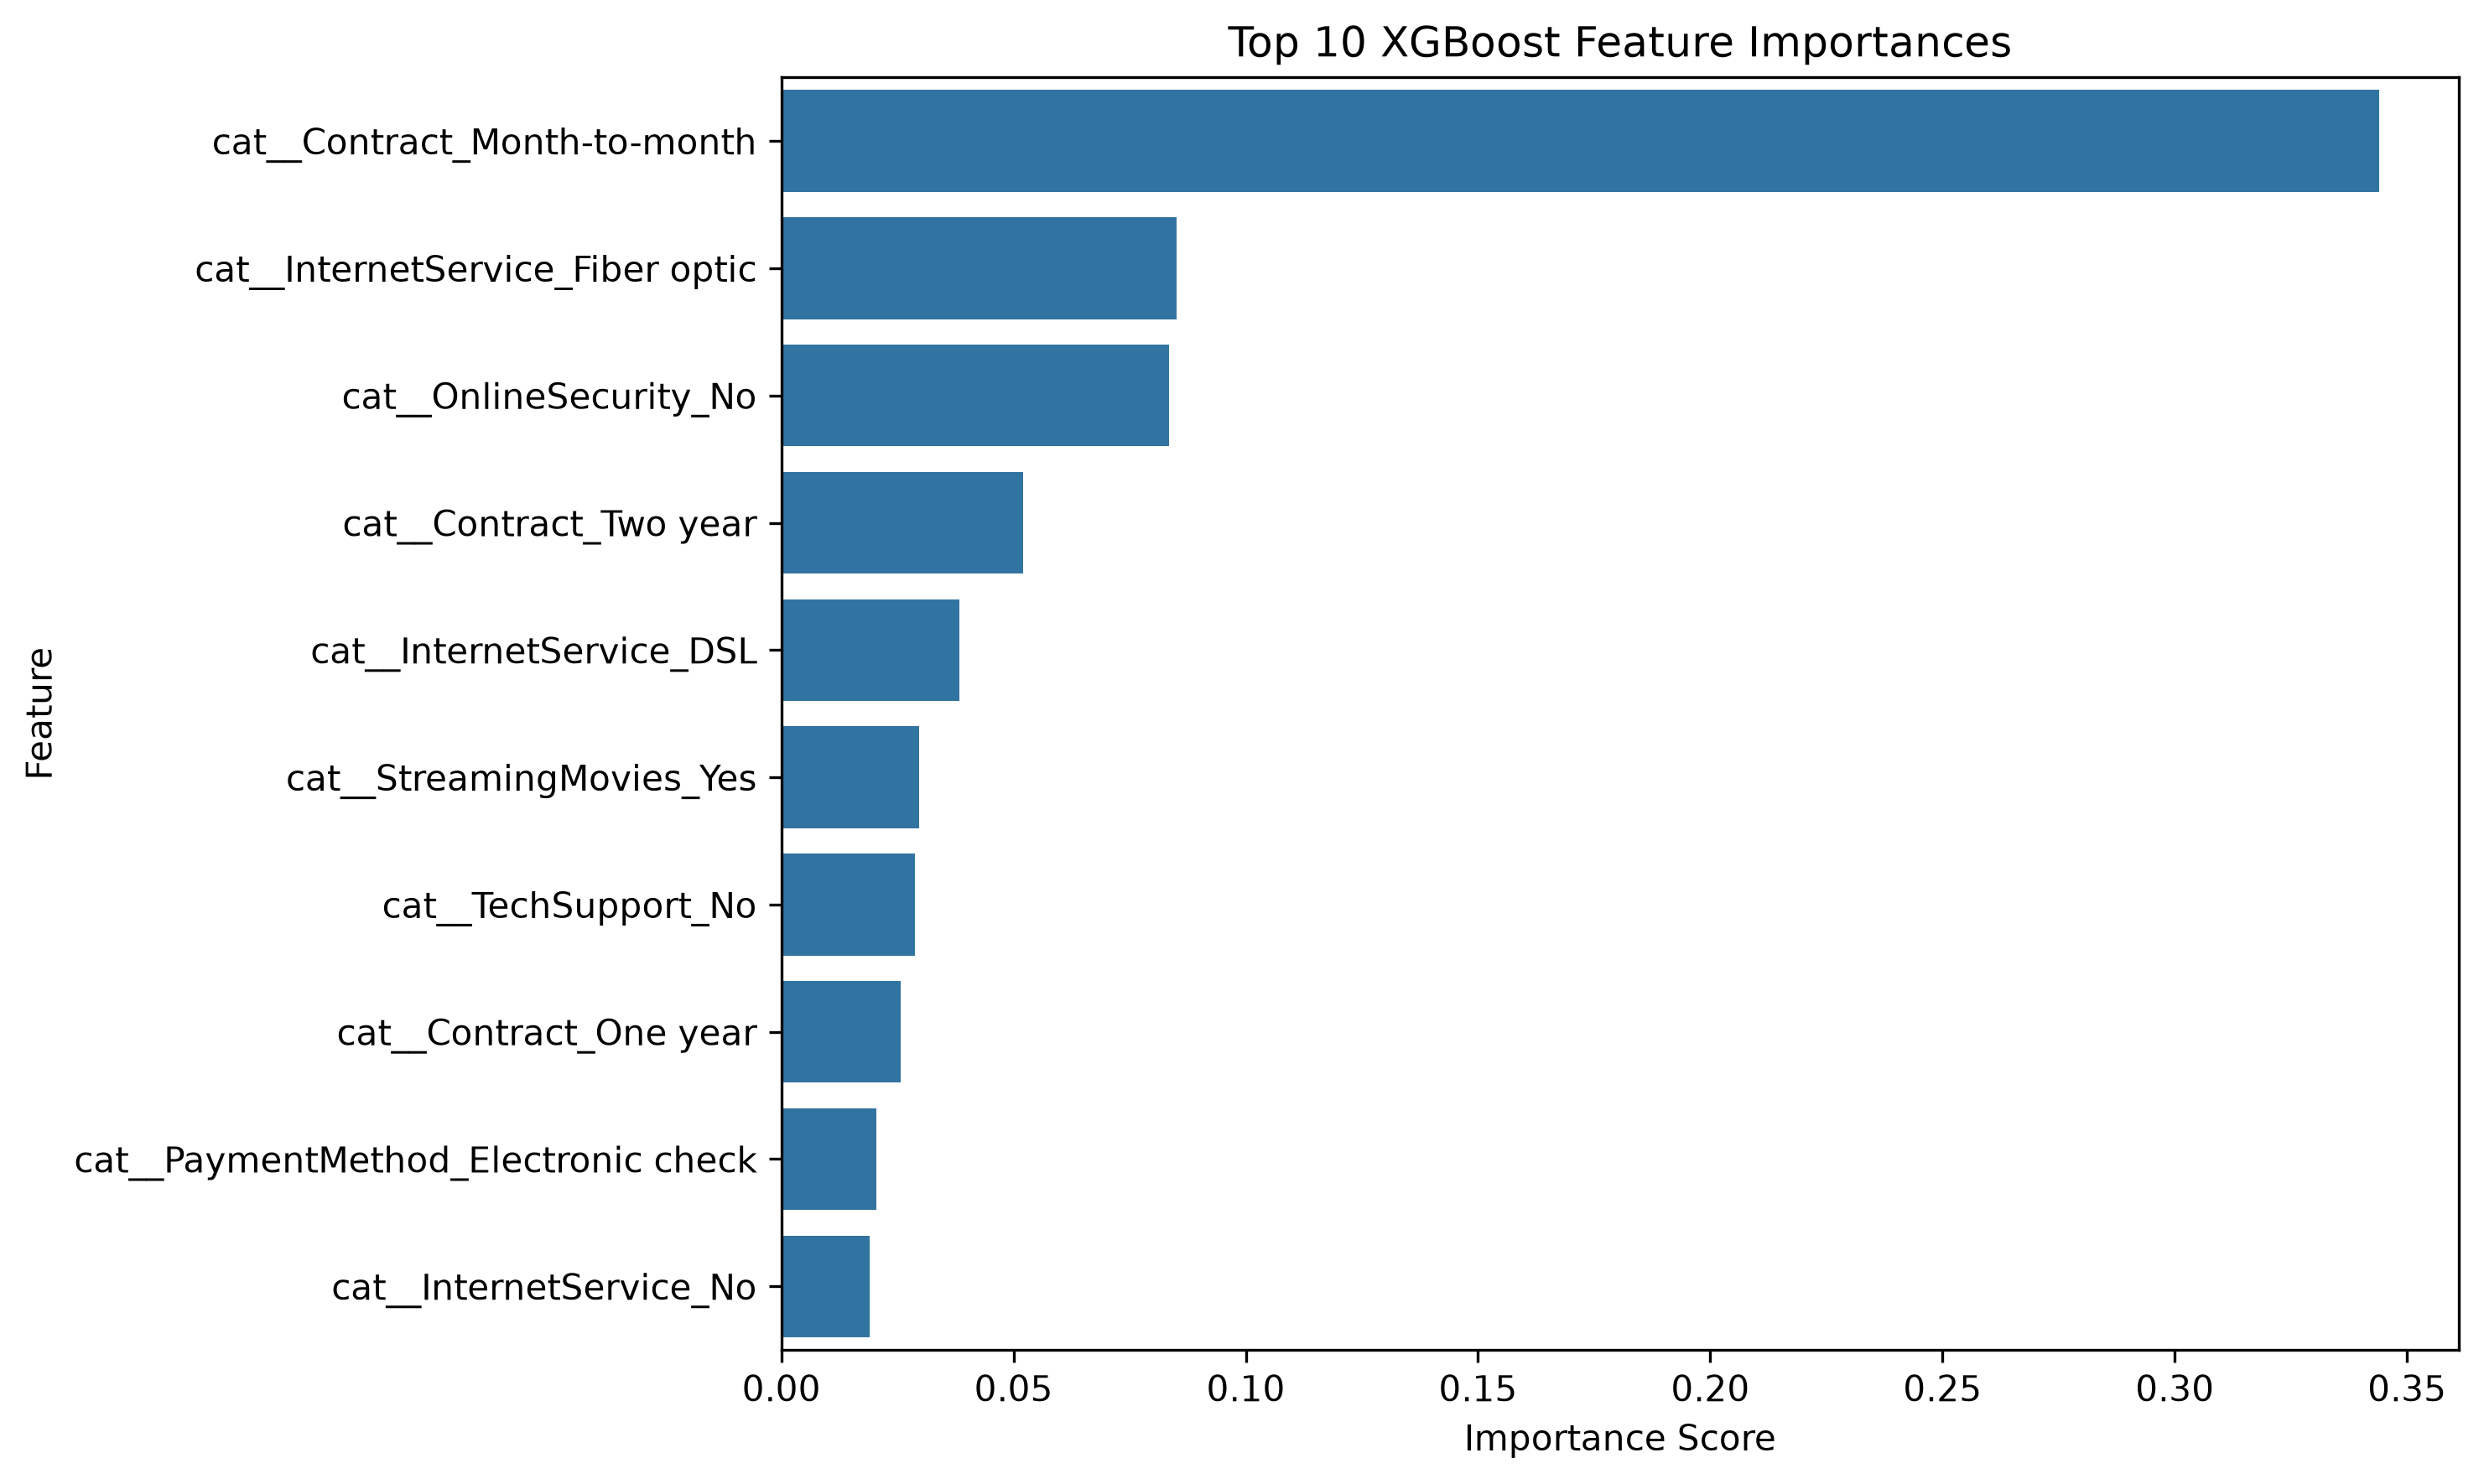 Top 10 XGBoost Feature Importances
cat__Contract_Month-to-month
cat__InternetService_Fiber optic
cat__OnlineSecurity_No
cat__Contract_Two year
cat__InternetService_DSL
cat__StreamingMovies_Yes
cat__TechSupport_No
cat__Contract_One year
cat__PaymentMethod_Electronic check
cat__InternetService_No
Feature
0.00 0.05 0.10 0.15 0.20 0.25 0.30 0.35
Importance Score